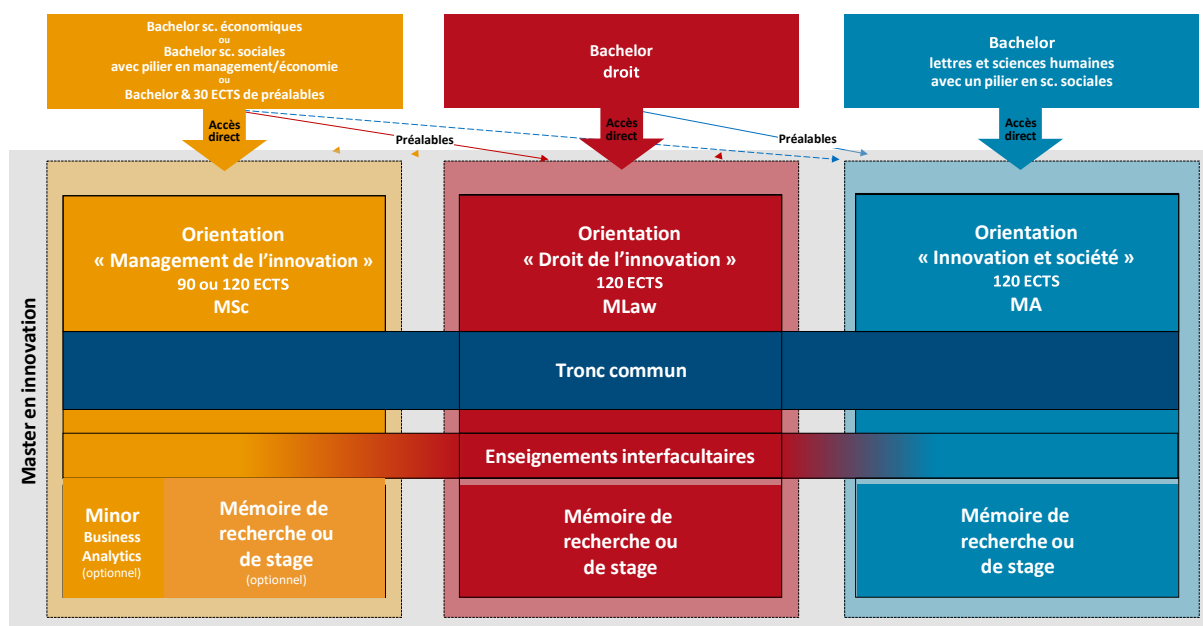 Bachelor sc. économiques
ou
Bachelor sc. sociales
avec pilier en management/économie
ou
Bachelor & 30 ECTS de préalables
Bachelor
droit
Bachelor
lettres et sciences humaines
avec un pilier en sc. sociales
Accès
direct
Préalables
Accès
direct
Préalables
Accès
direct
Master en innovation
Orientation
« Management de l'innovation »
90 ou 120 ECTS
MSc
Orientation
« Droit de l'innovation »
120 ECTS
MLaw
Orientation
« Innovation et société »
120 ECTS
MA
Tronc commun
Enseignements interfacultaires
Minor
Business
Analytics
(optionnel)
Mémoire de
recherche ou
de stage
(optionnel)
Mémoire de
recherche ou
de stage
Mémoire de
recherche ou
de stage